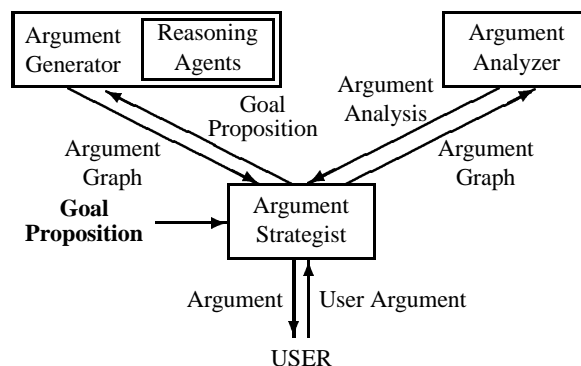 Argument
Generator
Reasoning
Agents
Argument
Analyzer
Goal
Proposition
Argument
Analysis
Argument
Graph
Argument
Graph
Goal
Proposition
Argument
Strategist
Argument
User Argument
USER